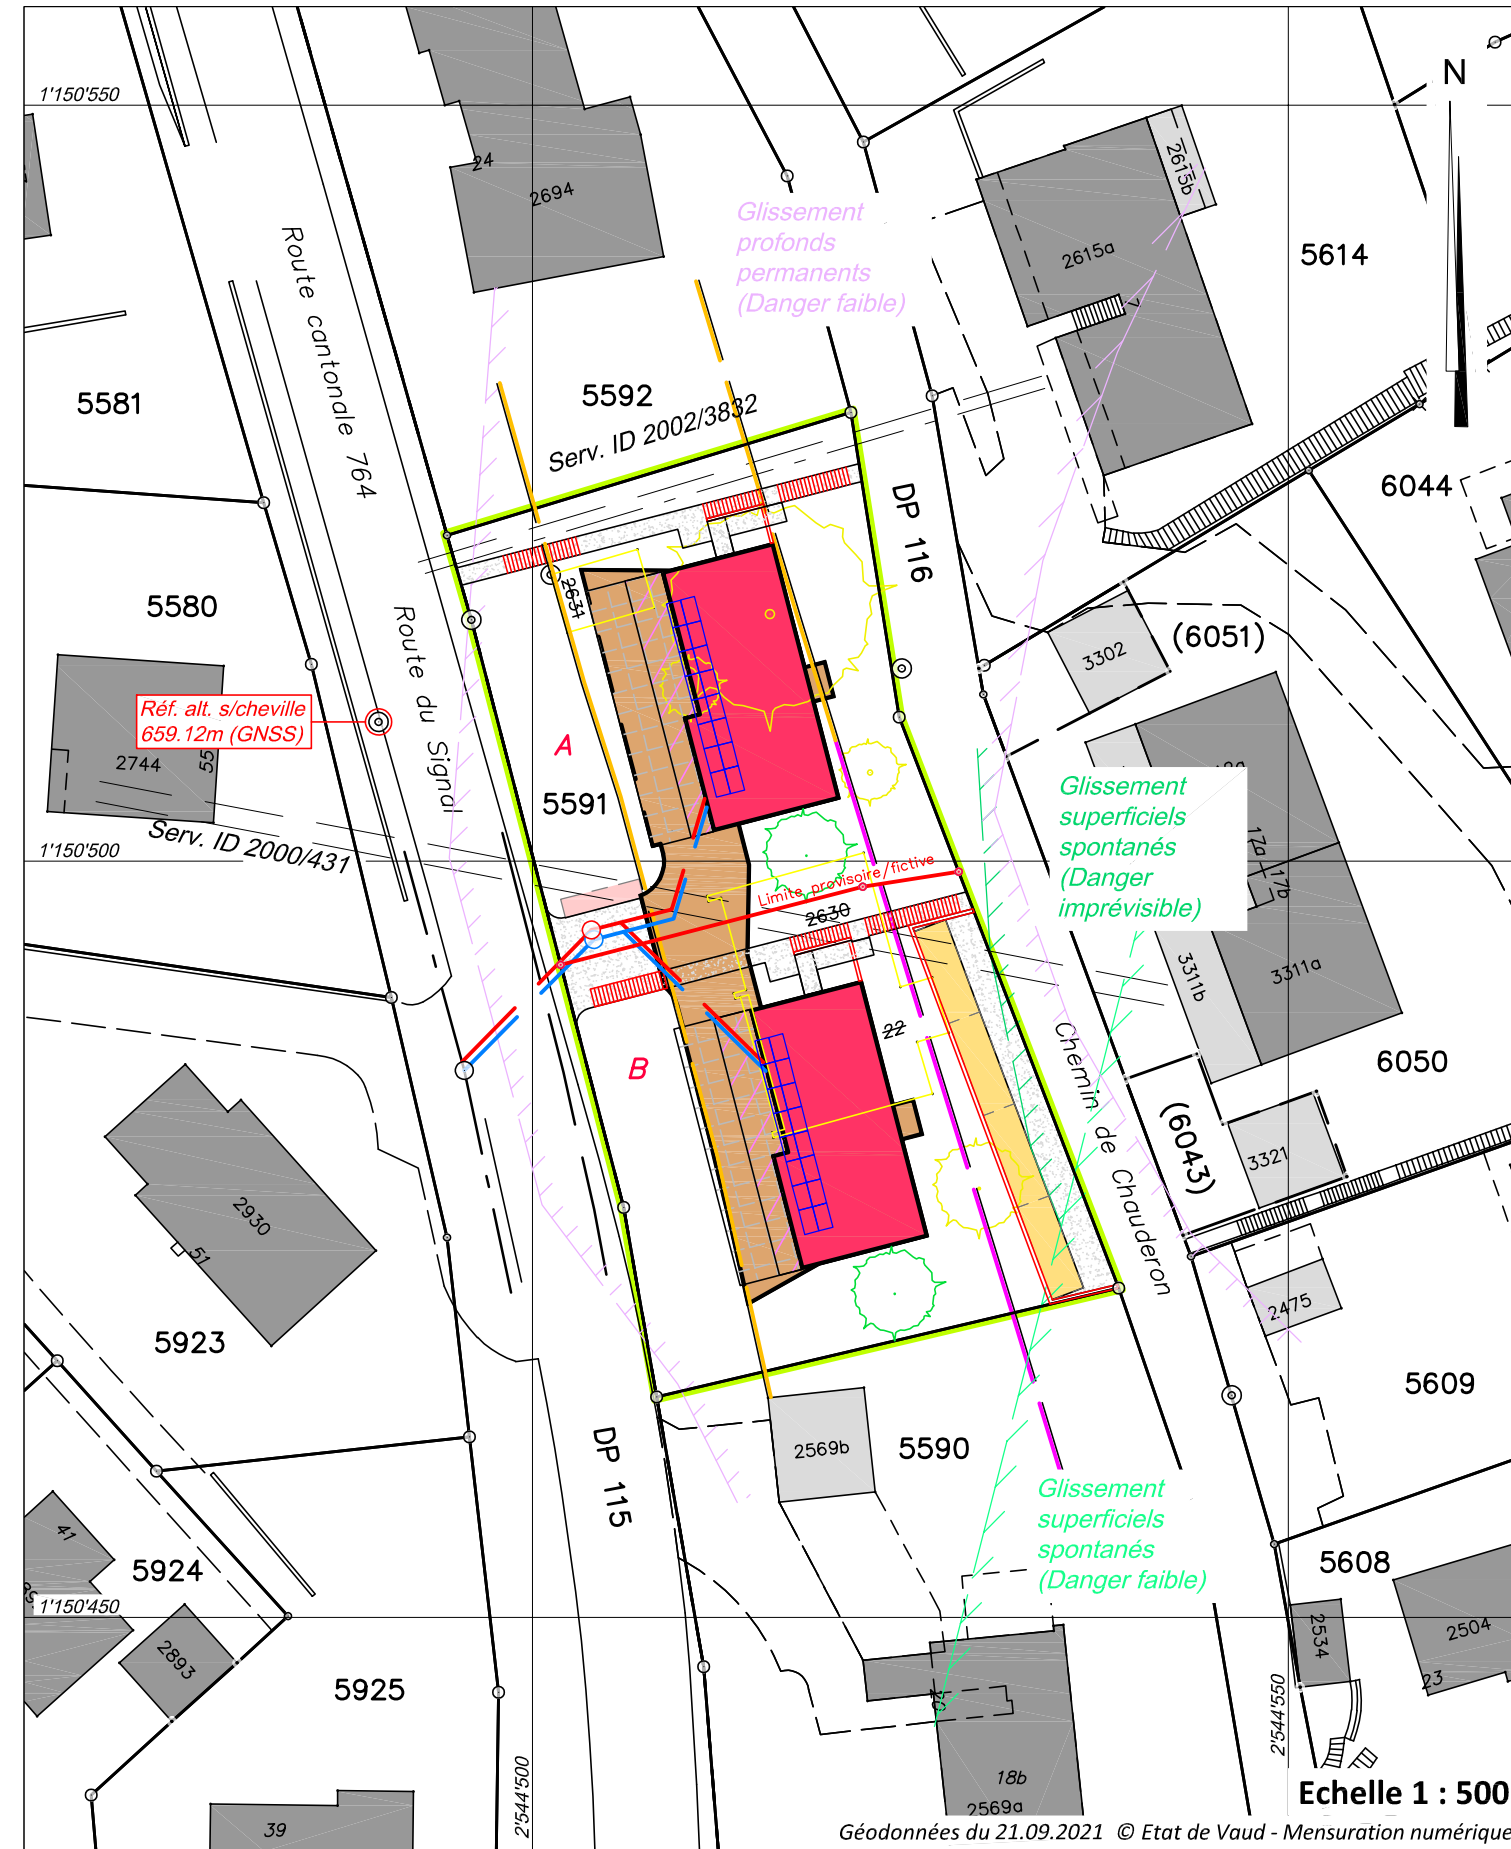 1'150'550
N
24
2694
2615b
2615a
7
5614
Glissement
profonds
permanents
(Danger faible)
Route cantonale 764
5581
5592
Serv. ID 2002/3832
6044
DP 116
5580
2631
3302
(6051)
Route du Signal
Réf. alt. s/cheville
659.12m (GNSS)
2744
55
A
5591
Glissement
superficiels
spontanés
(Danger
imprévisible)
17a
17b
Serv. ID 2000/431
1'150'500
Limite provisoire/fictive
2630
3311b
3311a
22
Chemin de Chauderon
B
6050
(6043)
3321
2930
51
2475
5923
5609
2569b
5590
DP 115
Glissement
superficiels
spontanés
(Danger faible)
41
5924
5608
1'150'450
2893
2534
2504
23
5925
20
2'544'500
2'544'550
18b
2569a
39
Echelle 1 : 500
Géodonnées du 21.09.2021 © Etat de Vaud - Mensuration numérique